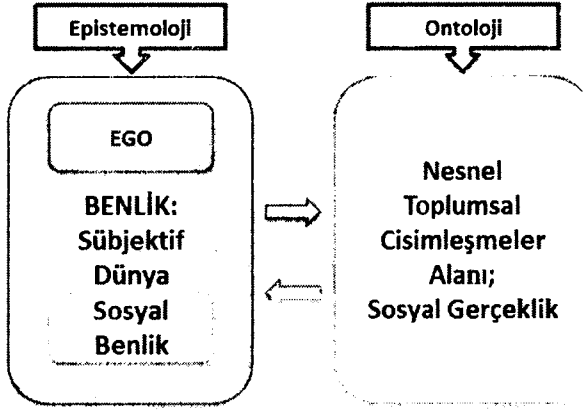 Epistemoloji
Ontoloji
EGO
BENLİK:
Sübjektif
Dünya
Sosyal
Benlik
Nesnel
Toplumsal
Cisimleşmeler
Alanı;
Sosyal Gerçeklik